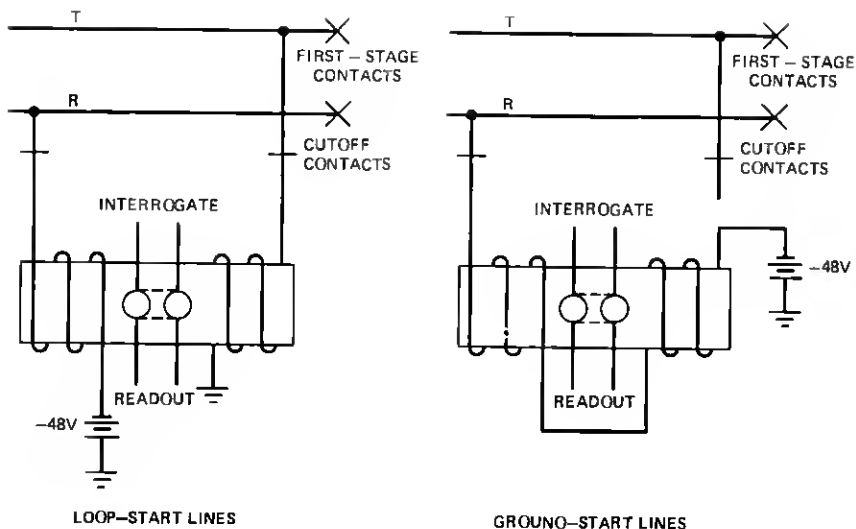 T
FIRST-STAGE
CONTACTS
R
CUTOFF
CONTACTS
INTERROGATE
READOUT
-48V
LOOP-START LINES
T
FIRST-STAGE
CONTACTS
R
CUTOFF
CONTACTS
INTERROGATE
-48V
READOUT
GROUNO-START LINES